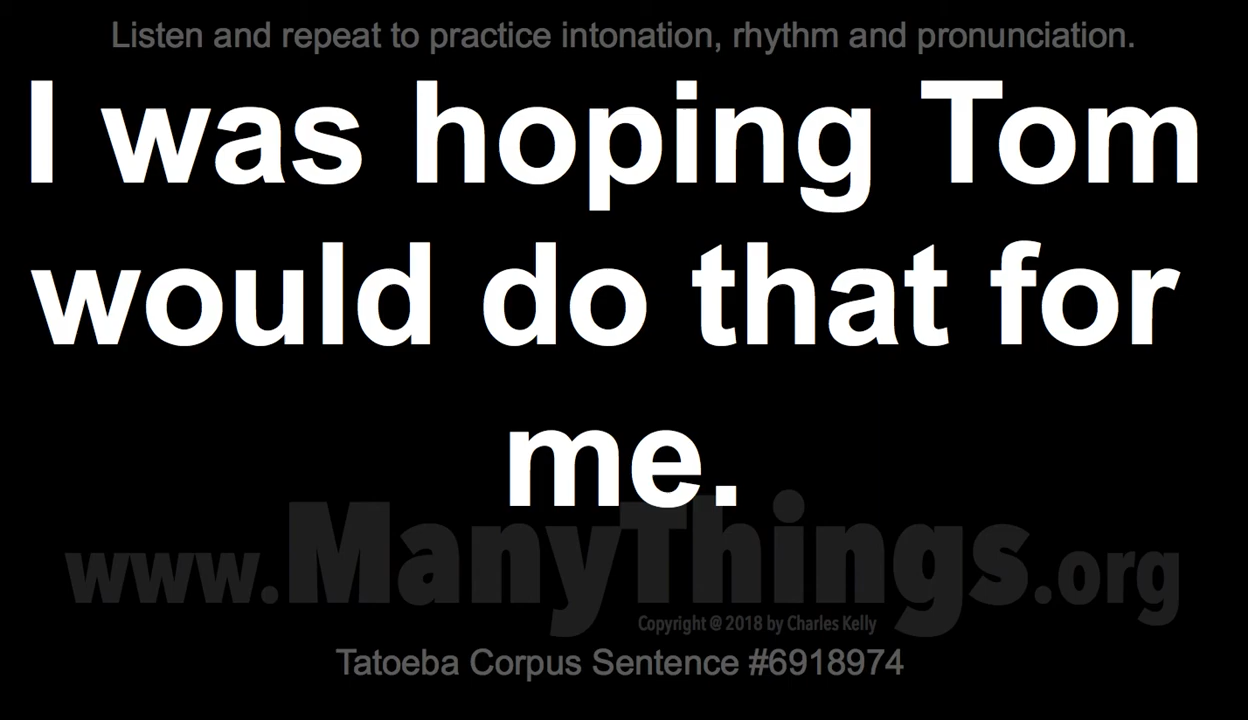 Listen and repeat to practice intonation, rhythm and pronunciation.
I was hoping Tom
would do that for
me.
www.ManyThings.org
Copyright @ 2018 by Charles Kelly
Tatoeba Corpus Sentence #6918974